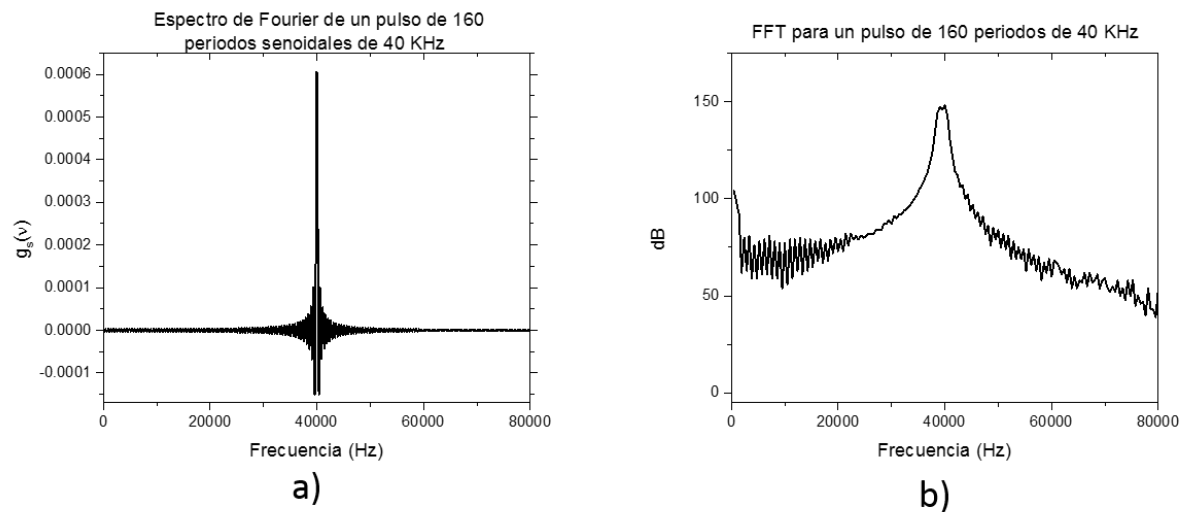 Espectro de Fourier de un pulso de 160
periodos senoidales de 40 KHz
0.0006
0.0005
0.0004
0.0003
0.0002
0.0001
0.0000
-0.0001
gs(ν)
0
20000
40000
60000
80000
Frecuencia (Hz)
a)
FFT para un pulso de 160 periodos de 40 KHz
150
100
50
0
dB
0
20000
40000
60000
80000
Frecuencia (Hz)
b)